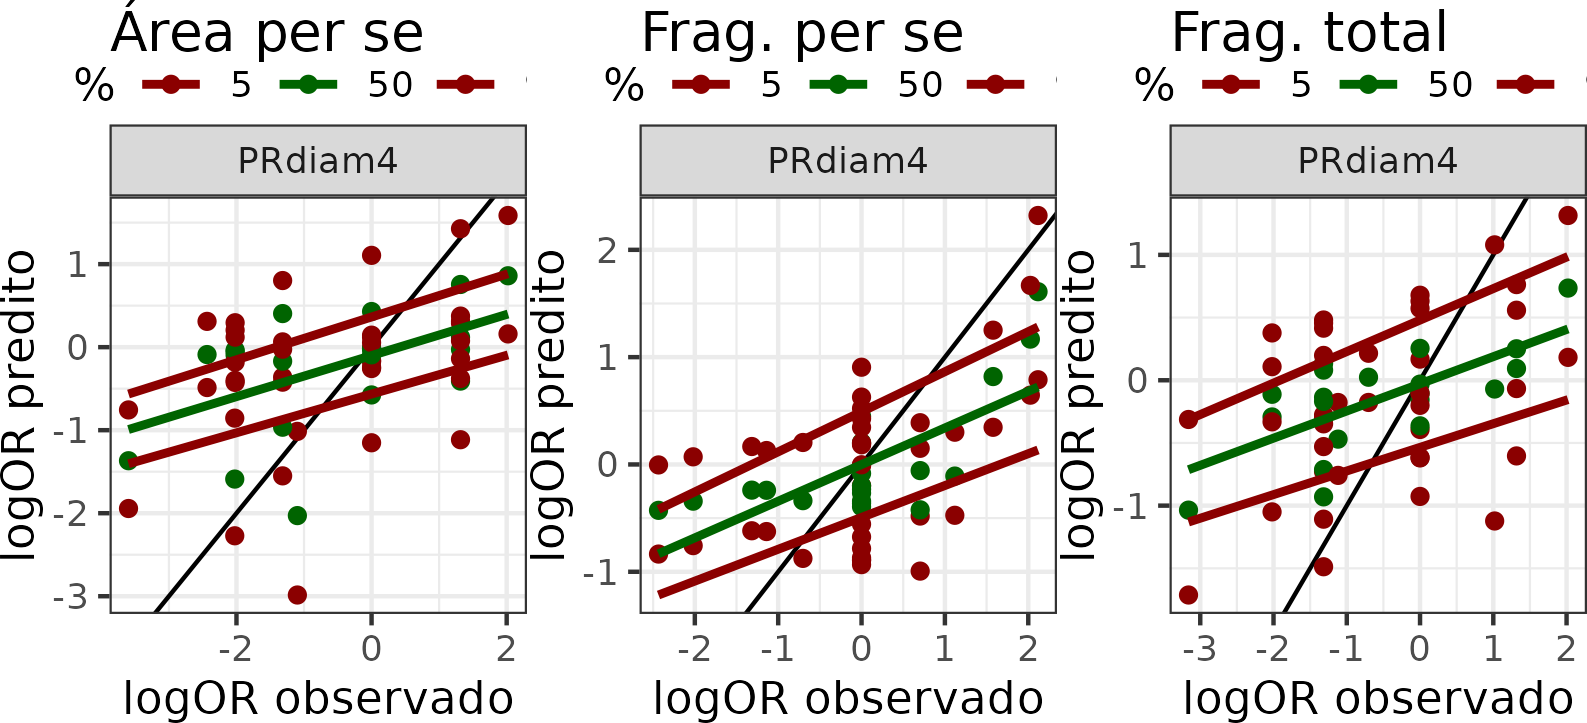 Área per se
% 5 50
PRdiam4
logOR predito
1
0
-1
-2
-3
-2 0 2
logOR observado
Frag. per se
% 5 50
PRdiam4
logOR predito
2
1
0
-1
-2 -1 0 1 2
logOR observado
Frag. total
% 5 50
PRdiam4
logOR predito
1
0
-1
-3 -2 -1 0 1 2
logOR observado